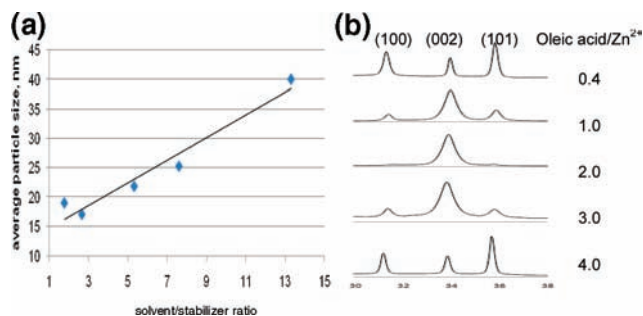 (a)
average particle size, nm
45
40
35
30
25
20
15
10
1 3 5 7 9 11 13 15
solvent/stabilizer ratio
(b)
(100) (002) (101) Oleic acid/Zn²⁺
0.4
1.0
2.0
3.0
4.0
30 32 34 36 38